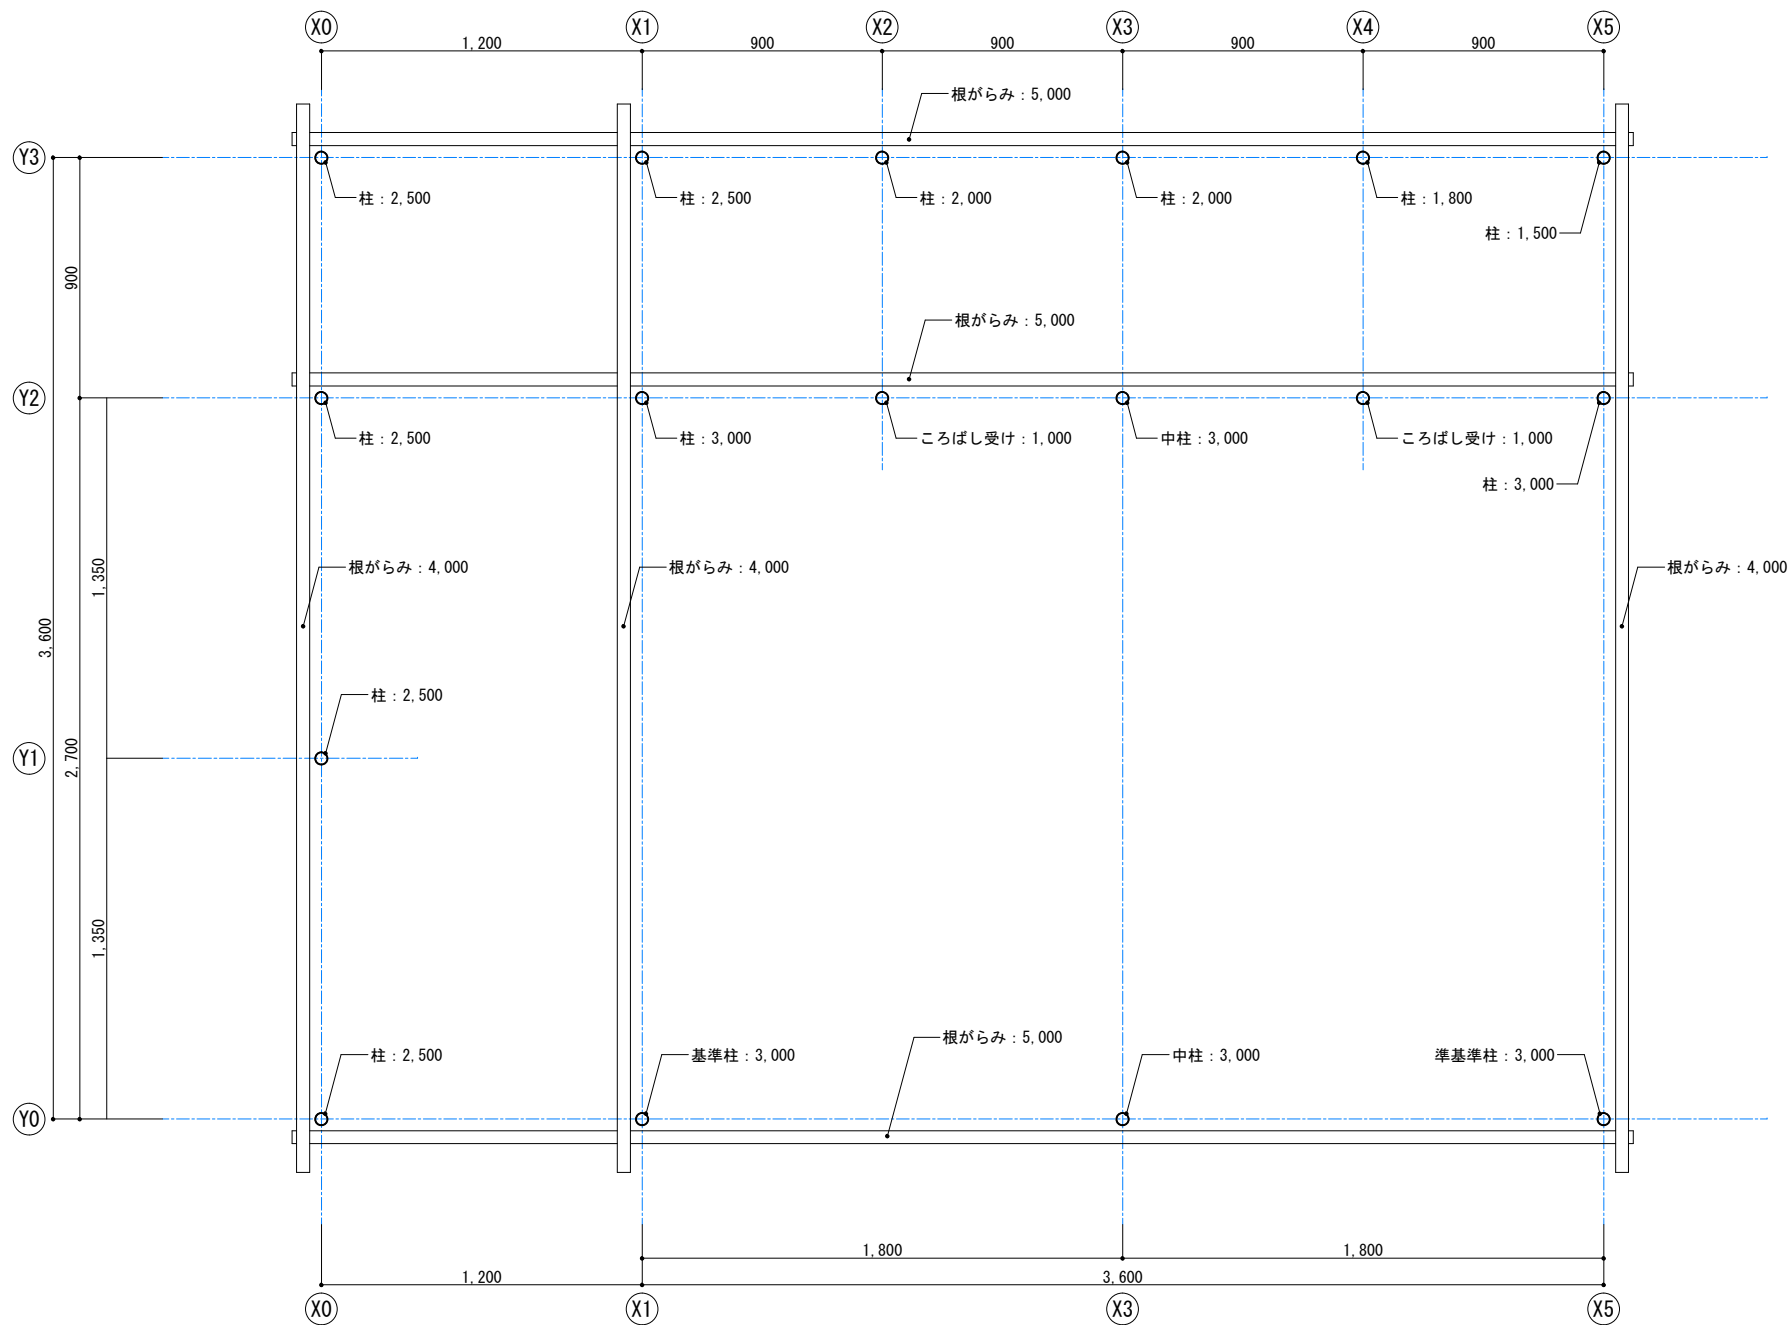 X0 X1 X2 X3 X4 X5
1,200 900 900 900 900
根がらみ：5,000
Y3
柱：2,500 柱：2,500 柱：2,000 柱：2,000 柱：1,800
柱：1,500
900
根がらみ：5,000
Y2
柱：2,500 柱：3,000 ころばし受け：1,000 中柱：3,000 ころばし受け：1,000
柱：3,000
1,350
根がらみ：4,000 根がらみ：4,000 根がらみ：4,000
3,600
柱：2,500
Y1
2,700
1,350
根がらみ：5,000
柱：2,500 基準柱：3,000 中柱：3,000 準基準柱：3,000
Y0
1,800 1,800
1,200 3,600
X0 X1 X3 X5